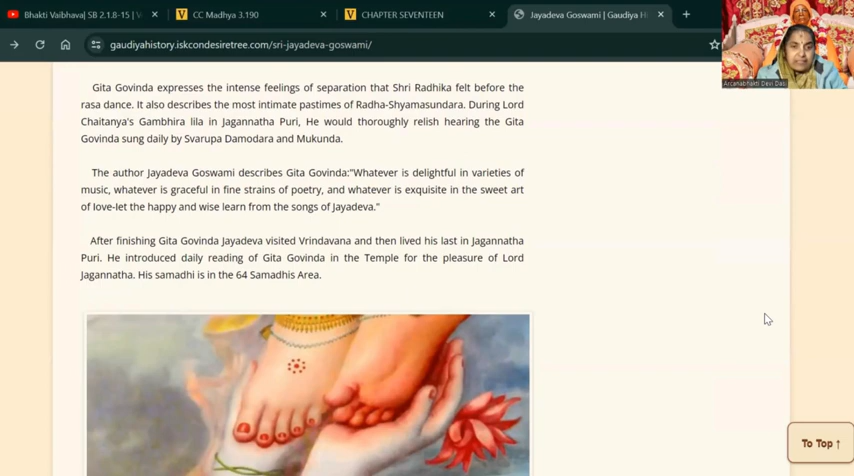 Bhakti Vaibhava| SB 2.1.8-15 | V
CC Madhya 3.190
CHAPTER SEVENTEEN
Jayadeva Goswami | Gaudiya Hi
gaudiyahistory.iskcondesiretree.com/sri-jayadeva-goswami/
Arcanabhakti Devi Dasi
Gita Govinda expresses the intense feelings of separation that Shri Radhika felt before the
rasa dance. It also describes the most intimate pastimes of Radha-Shyamasundara. During Lord
Chaitanya's Gambhira lila in Jagannatha Puri, He would thoroughly relish hearing the Gita
Govinda sung daily by Svarupa Damodara and Mukunda.
The author Jayadeva Goswami describes Gita Govinda:"Whatever is delightful in varieties of
music, whatever is graceful in fine strains of poetry, and whatever is exquisite in the sweet art
of love-let the happy and wise learn from the songs of Jayadeva."
After finishing Gita Govinda Jayadeva visited Vrindavana and then lived his last in Jagannatha
Puri. He introduced daily reading of Gita Govinda in the Temple for the pleasure of Lord
Jagannatha. His samadhi is in the 64 Samadhis Area.
To Top ↑